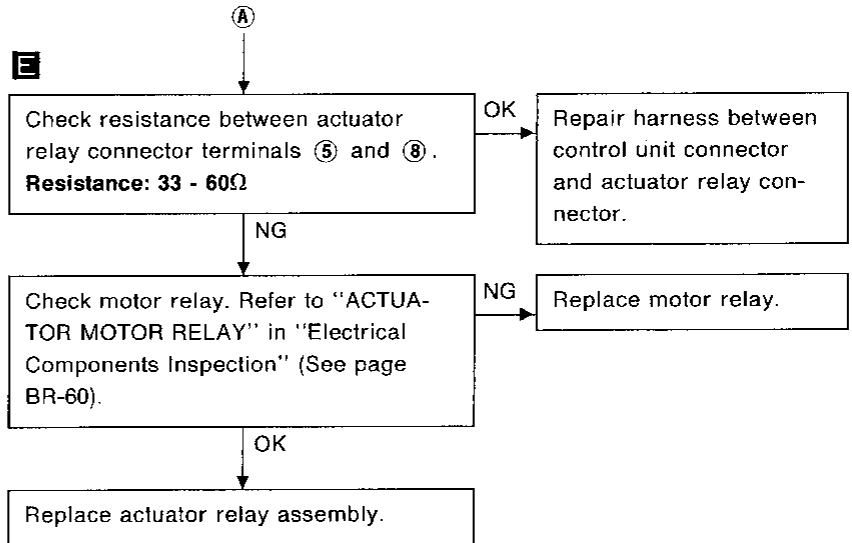 Ⓐ
E
Check resistance between actuator
relay connector terminals ⑤ and ⑧.
Resistance: 33 - 60Ω
OK
Repair harness between
control unit connector
and actuator relay con-
nector.
NG
Check motor relay. Refer to "ACTUA-
TOR MOTOR RELAY" in "Electrical
Components Inspection" (See page
BR-60).
NG
Replace motor relay.
OK
Replace actuator relay assembly.